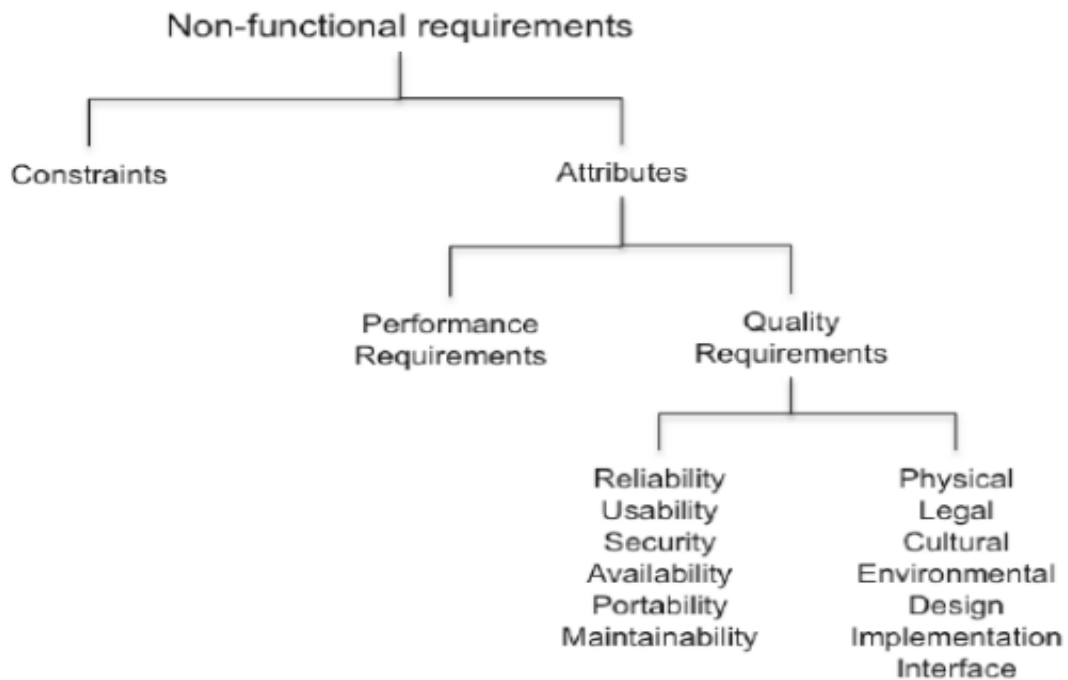 Non-functional requirements
Constraints
Attributes
Performance
Requirements
Quality
Requirements
Reliability
Usability
Security
Availability
Portability
Maintainability
Physical
Legal
Cultural
Environmental
Design
Implementation
Interface